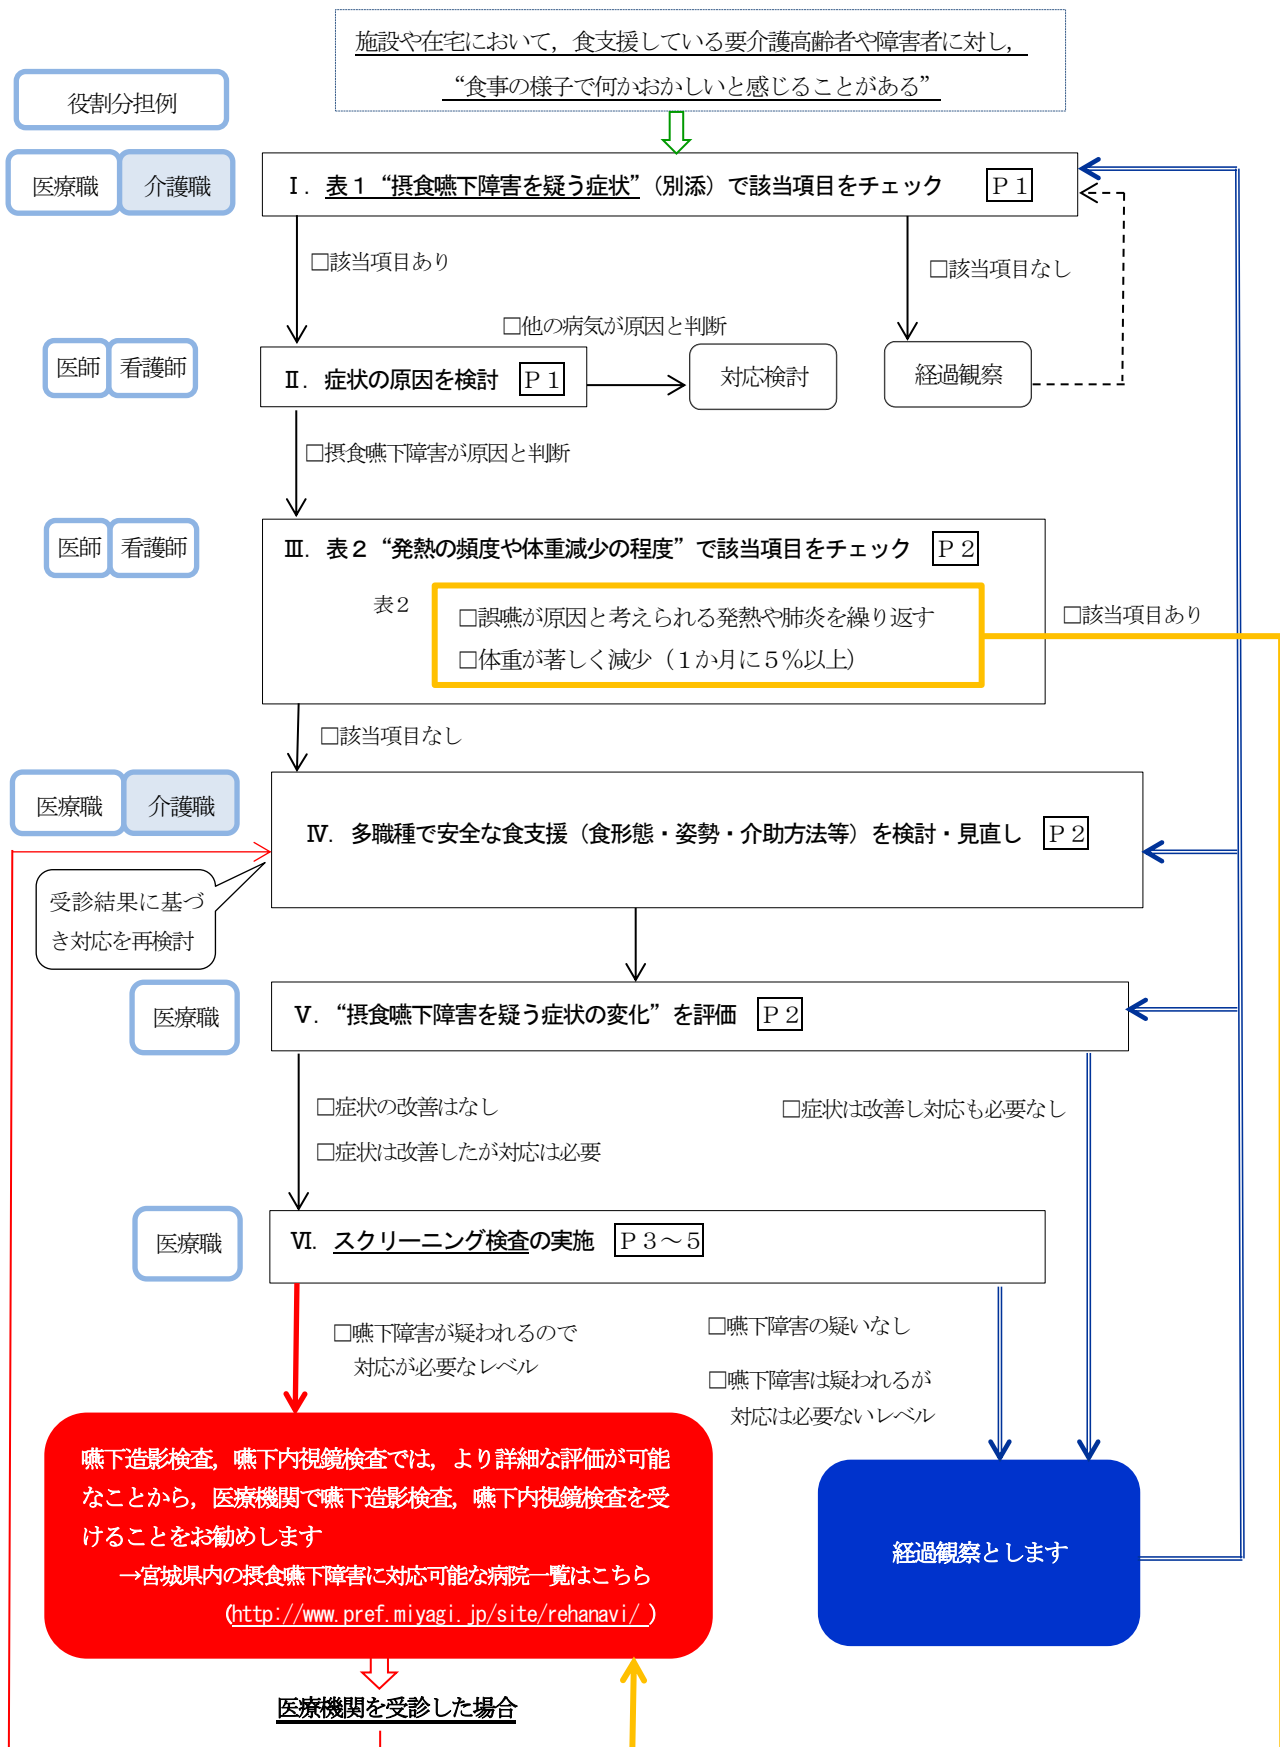 施設や在宅において，食支援している要介護高齢者や障害者に対し，
“食事の様子で何かおかしいと感じることがある”
役割分担例
医療職 介護職
Ⅰ．表１“摂食嚥下障害を疑う症状”（別添）で該当項目をチェック Ｐ１
□該当項目あり
□該当項目なし
□他の病気が原因と判断
医師 看護師
Ⅱ．症状の原因を検討 Ｐ１
対応検討
経過観察
□摂食嚥下障害が原因と判断
医師 看護師
Ⅲ．表２“発熱の頻度や体重減少の程度”で該当項目をチェック Ｐ２
表２
□誤嚥が原因と考えられる発熱や肺炎を繰り返す
□体重が著しく減少（１か月に５％以上）
□該当項目あり
□該当項目なし
医療職 介護職
Ⅳ．多職種で安全な食支援（食形態・姿勢・介助方法等）を検討・見直し Ｐ２
受診結果に基づ
き対応を再検討
医療職
Ⅴ．“摂食嚥下障害を疑う症状の変化”を評価 Ｐ２
□症状の改善はなし
□症状は改善したが対応は必要
□症状は改善し対応も必要なし
医療職
Ⅵ．スクリーニング検査の実施 Ｐ３～５
□嚥下障害が疑われるので
対応が必要なレベル
□嚥下障害の疑いなし
□嚥下障害は疑われるが
対応は必要ないレベル
嚥下造影検査，嚥下内視鏡検査では，より詳細な評価が可能
なことから，医療機関で嚥下造影検査，嚥下内視鏡検査を受
けることをお勧めします
→宮城県内の摂食嚥下障害に対応可能な病院一覧はこちら
（http://www.pref.miyagi.jp/site/rehanavi/ ）
経過観察とします
医療機関を受診した場合